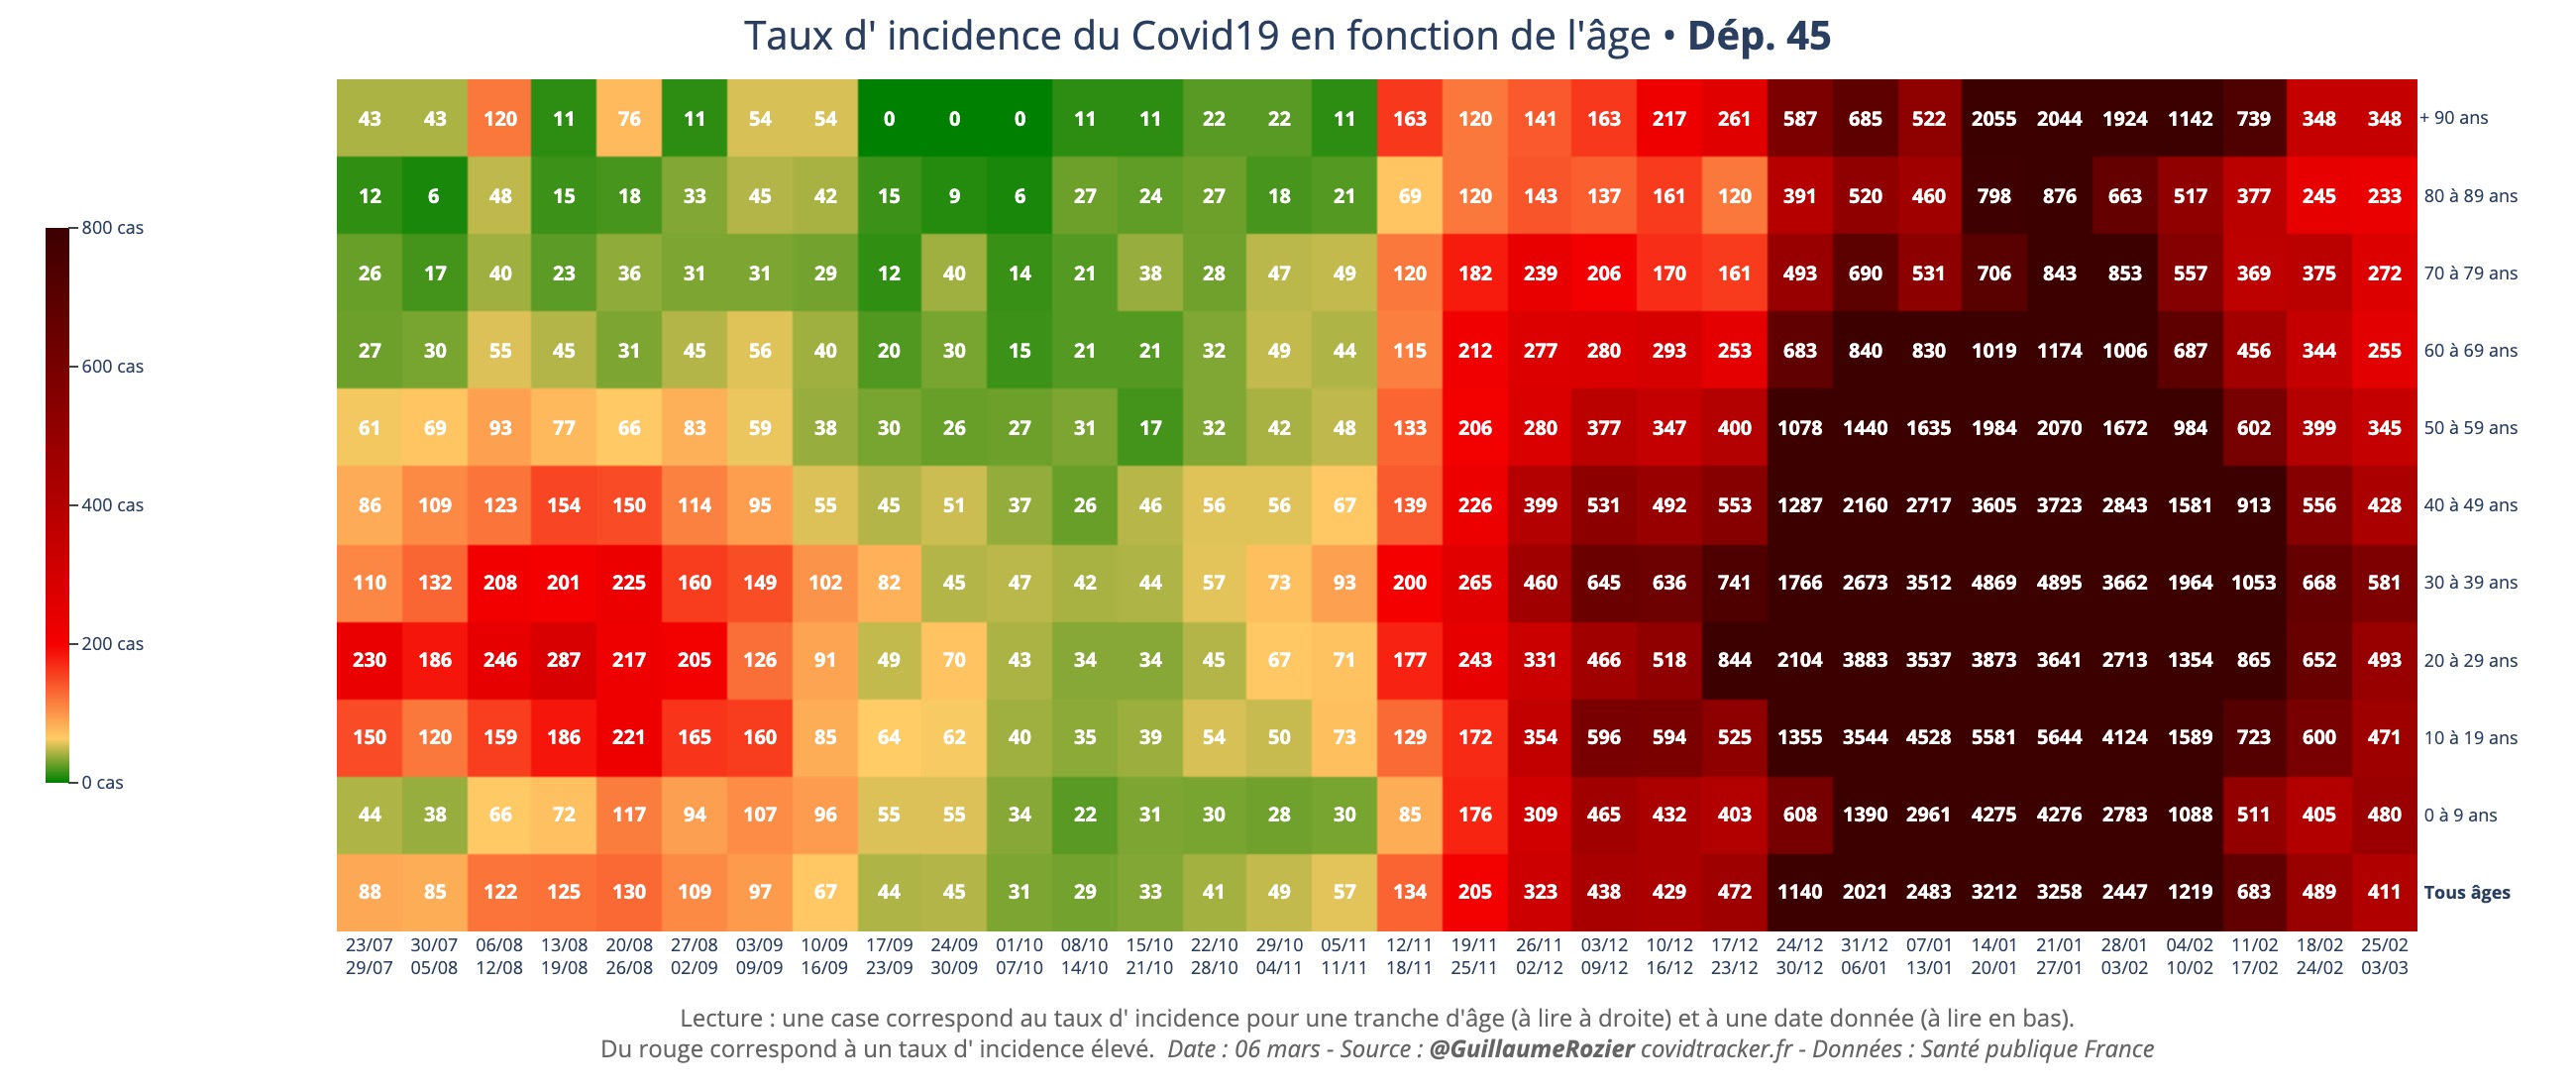 Taux d' incidence du Covid19 en fonction de l'âge • Dép. 45
43 43 120 11 76 11 54 54 0 0 0 11 11 22 22 11 163 120 141 163 217 261 587 685 522 2055 2044 1924 1142 739 348 348 + 90 ans
12 6 48 15 18 33 45 42 15 9 6 27 24 27 18 21 69 120 143 137 161 120 391 520 460 798 876 663 517 377 245 233 80 à 89 ans
800 cas
26 17 40 23 36 31 31 29 12 40 14 21 38 28 47 49 120 182 239 206 170 161 493 690 531 706 843 853 557 369 375 272 70 à 79 ans
27 30 55 45 31 45 56 40 20 30 15 21 21 32 49 44 115 212 277 280 293 253 683 840 830 1019 1174 1006 687 456 344 255 60 à 69 ans
600 cas
61 69 93 77 66 83 59 38 30 26 27 31 17 32 42 48 133 206 280 377 347 400 1078 1440 1635 1984 2070 1672 984 602 399 345 50 à 59 ans
400 cas
86 109 123 154 150 114 95 55 45 51 37 26 46 56 56 67 139 226 399 531 492 553 1287 2160 2717 3605 3723 2843 1581 913 556 428 40 à 49 ans
110 132 208 201 225 160 149 102 82 45 47 42 44 57 73 93 200 265 460 645 636 741 1766 2673 3512 4869 4895 3662 1964 1053 668 581 30 à 39 ans
200 cas
230 186 246 287 217 205 126 91 49 70 43 34 34 45 67 71 177 243 331 466 518 844 2104 3883 3537 3873 3641 2713 1354 865 652 493 20 à 29 ans
150 120 159 186 221 165 160 85 64 62 40 35 39 54 50 73 129 172 354 596 594 525 1355 3544 4528 5581 5644 4124 1589 723 600 471 10 à 19 ans
0 cas
44 38 66 72 117 94 107 96 55 55 34 22 31 30 28 30 85 176 309 465 432 403 608 1390 2961 4275 4276 2783 1088 511 405 480 0 à 9 ans
88 85 122 125 130 109 97 67 44 45 31 29 33 41 49 57 134 205 323 438 429 472 1140 2021 2483 3212 3258 2447 1219 683 489 411 Tous âges
23/07 30/07 06/08 13/08 20/08 27/08 03/09 10/09 17/09 24/09 01/10 08/10 15/10 22/10 29/10 05/11 12/11 19/11 26/11 03/12 10/12 17/12 24/12 31/12 07/01 14/01 21/01 28/01 04/02 11/02 18/02 25/02
29/07 05/08 12/08 19/08 26/08 02/09 09/09 16/09 23/09 30/09 07/10 14/10 21/10 28/10 04/11 11/11 18/11 25/11 02/12 09/12 16/12 23/12 30/12 06/01 13/01 20/01 27/01 03/02 10/02 17/02 24/02 03/03
Lecture : une case correspond au taux d' incidence pour une tranche d'âge (à lire à droite) et à une date donnée (à lire en bas).
Du rouge correspond à un taux d' incidence élevé. Date : 06 mars - Source : @GuillaumeRozier covidtracker.fr - Données : Santé publique France